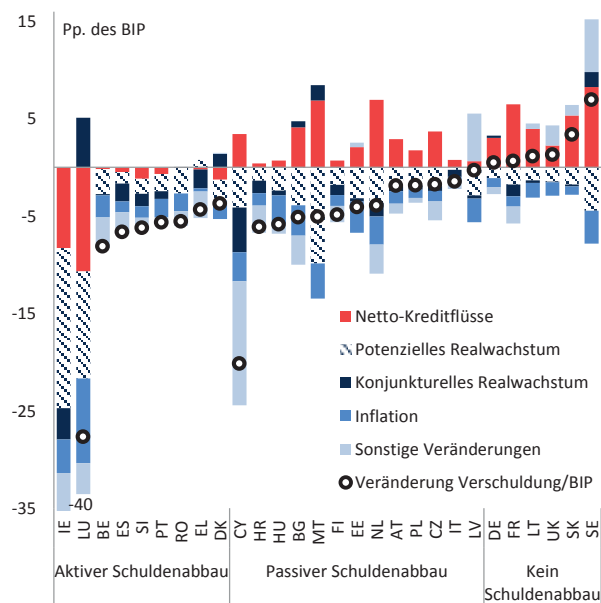 Pp. des BIP
15
5
-5
-15
-25
-35
-40
Netto-Kreditflüsse
Potenzielles Realwachstum
Konjunkturelles Realwachstum
Inflation
Sonstige Veränderungen
Veränderung Verschuldung/BIP
IE LU BE ES SI PT RO EL DK CY HR HU BG MT FI EE NL AT PL CZ IT LV DE FR LT UK SK SE
Aktiver Schuldenabbau
Passiver Schuldenabbau
Kein
Schuldenabbau